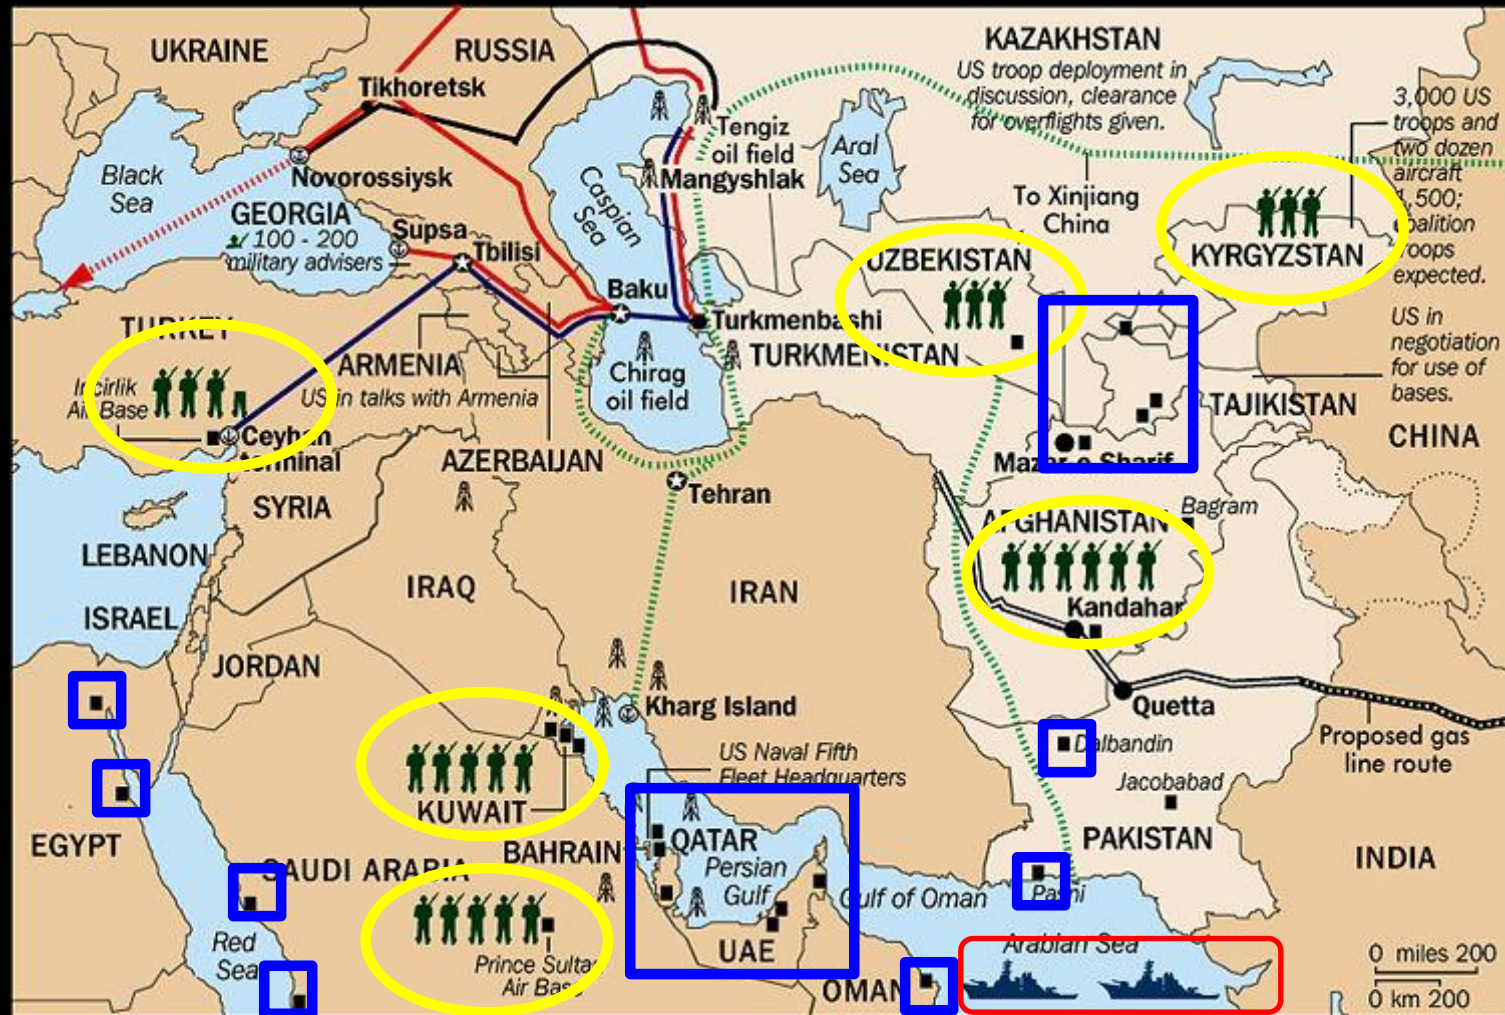 UKRAINE
RUSSIA
KAZAKHSTAN
US troop deployment in
discussion, clearance
for overflights given.
3,000 US
troops and
two dozen
aircraft
1,500;
coalition
troops
expected.
Tikhoretsk
Tengiz
oil field
Aral
Sea
Black
Sea
Novorossiysk
Caspian
Sea
Mangyshlak
To Xinjiang
China
GEORGIA
100 - 200
military advisers
Supsa
Tbilisi
UZBEKISTAN
KYRGYZSTAN
Baku
Turkmenbashi
TURKEY
TURKMENISTAN
US in
negotiation
for use of
bases.
ARMENIA
US in talks with Armenia
Chirag
oil field
Incirlik
Air Base
TAJIKISTAN
CHINA
Ceyhan
terminal
AZERBAIJAN
Mazar-e-Sharif
SYRIA
Tehran
Bagram
AFGHANISTAN
LEBANON
IRAQ
IRAN
ISRAEL
Kandahar
JORDAN
Kharg Island
Quetta
US Naval Fifth
Fleet Headquarters
Dalbandin
Proposed gas
line route
Jacobabad
KUWAIT
EGYPT
QATAR
PAKISTAN
BAHRAIN
INDIA
SAUDI ARABIA
Persian
Gulf
Gulf of Oman
Pasni
Red
Sea
UAE
Arabian Sea
Prince Sultan
Air Base
OMAN
0 miles 200
0 km 200